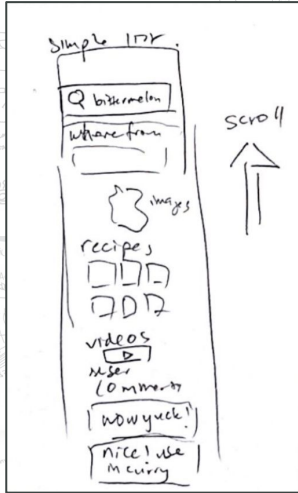 simple
bittermelon
where from
scroll
images
recipes
videos
user
comments
wow yuck!
nice! use
in curry